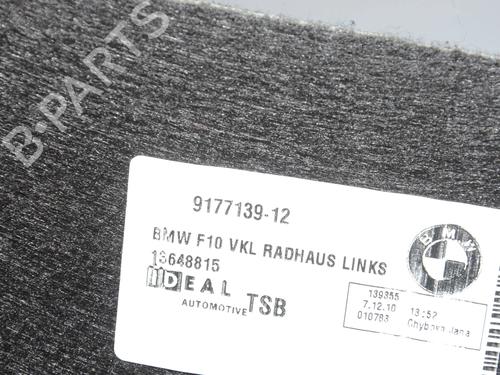 B-PARTS
9177139-12
BMW F10 VKL RADHAUS LINKS
13648815
IDEAL
AUTOMOTIVE TSB
BMW
139355
7.12.10 13:52
010783